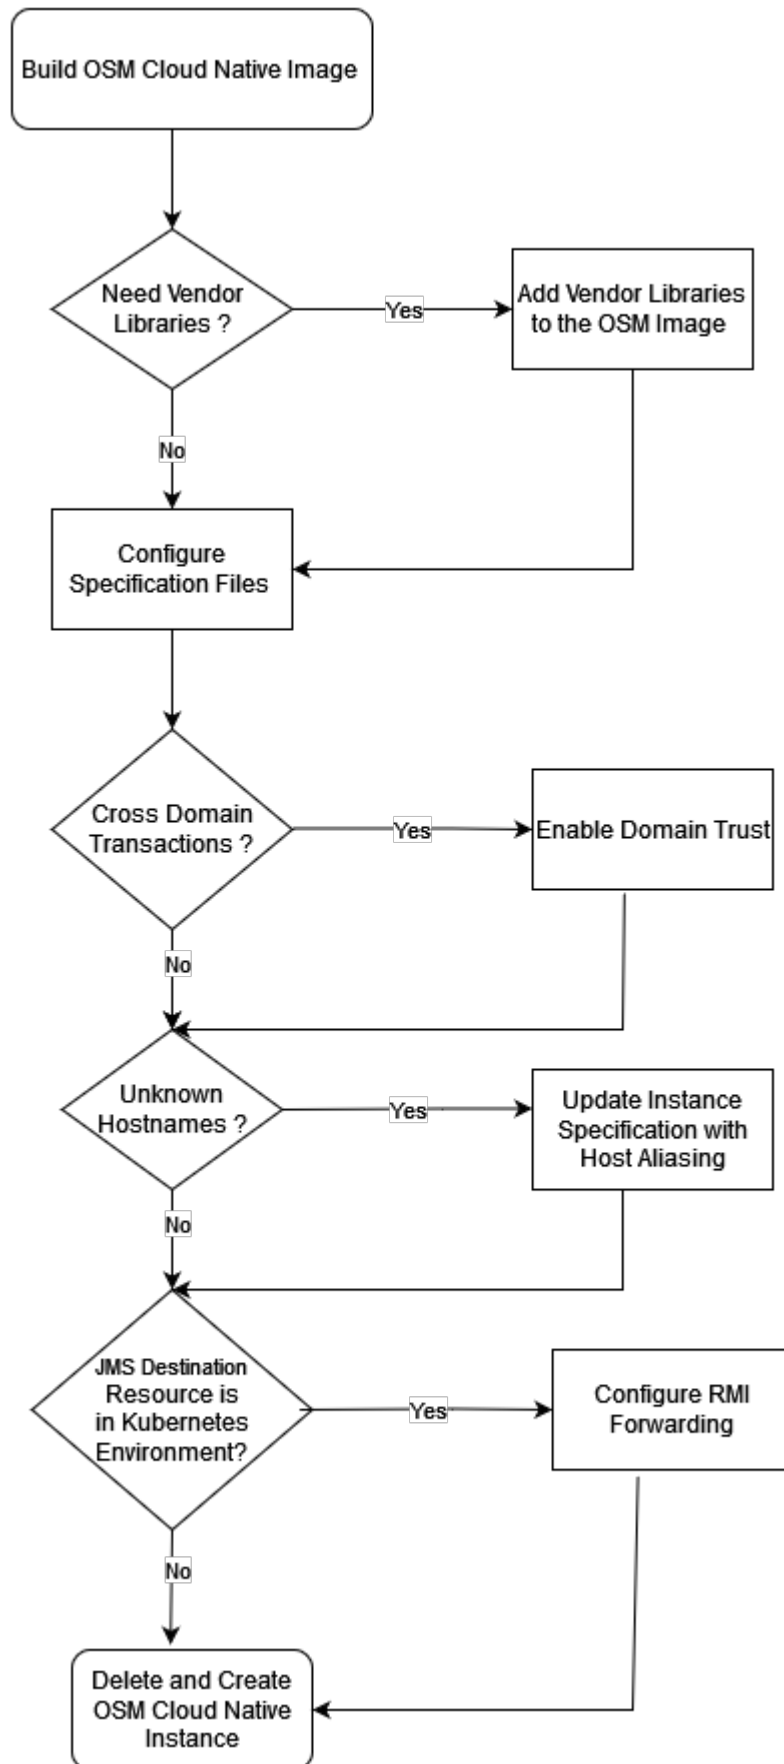 Build OSM Cloud Native Image
Need Vendor
Libraries ?
Yes
Add Vendor Libraries
to the OSM Image
No
Configure
Specification Files
Cross Domain
Transactions ?
Yes
Enable Domain Trust
No
Unknown
Hostnames ?
Yes
Update Instance
Specification with
Host Aliasing
No
JMS Destination
Resource is
in Kubernetes
Environment?
Yes
Configure RMI
Forwarding
No
Delete and Create
OSM Cloud Native
Instance